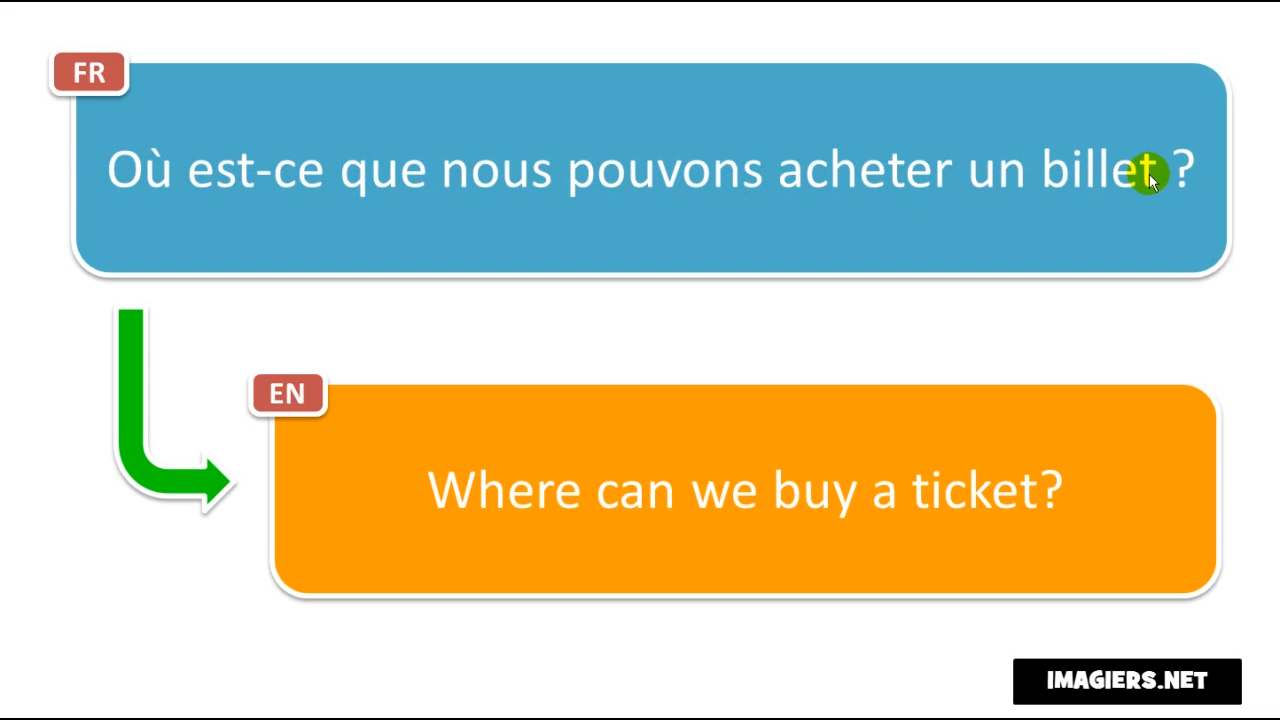 FR
Où est-ce que nous pouvons acheter un billet ?
EN
Where can we buy a ticket?
IMAGIERS.NET